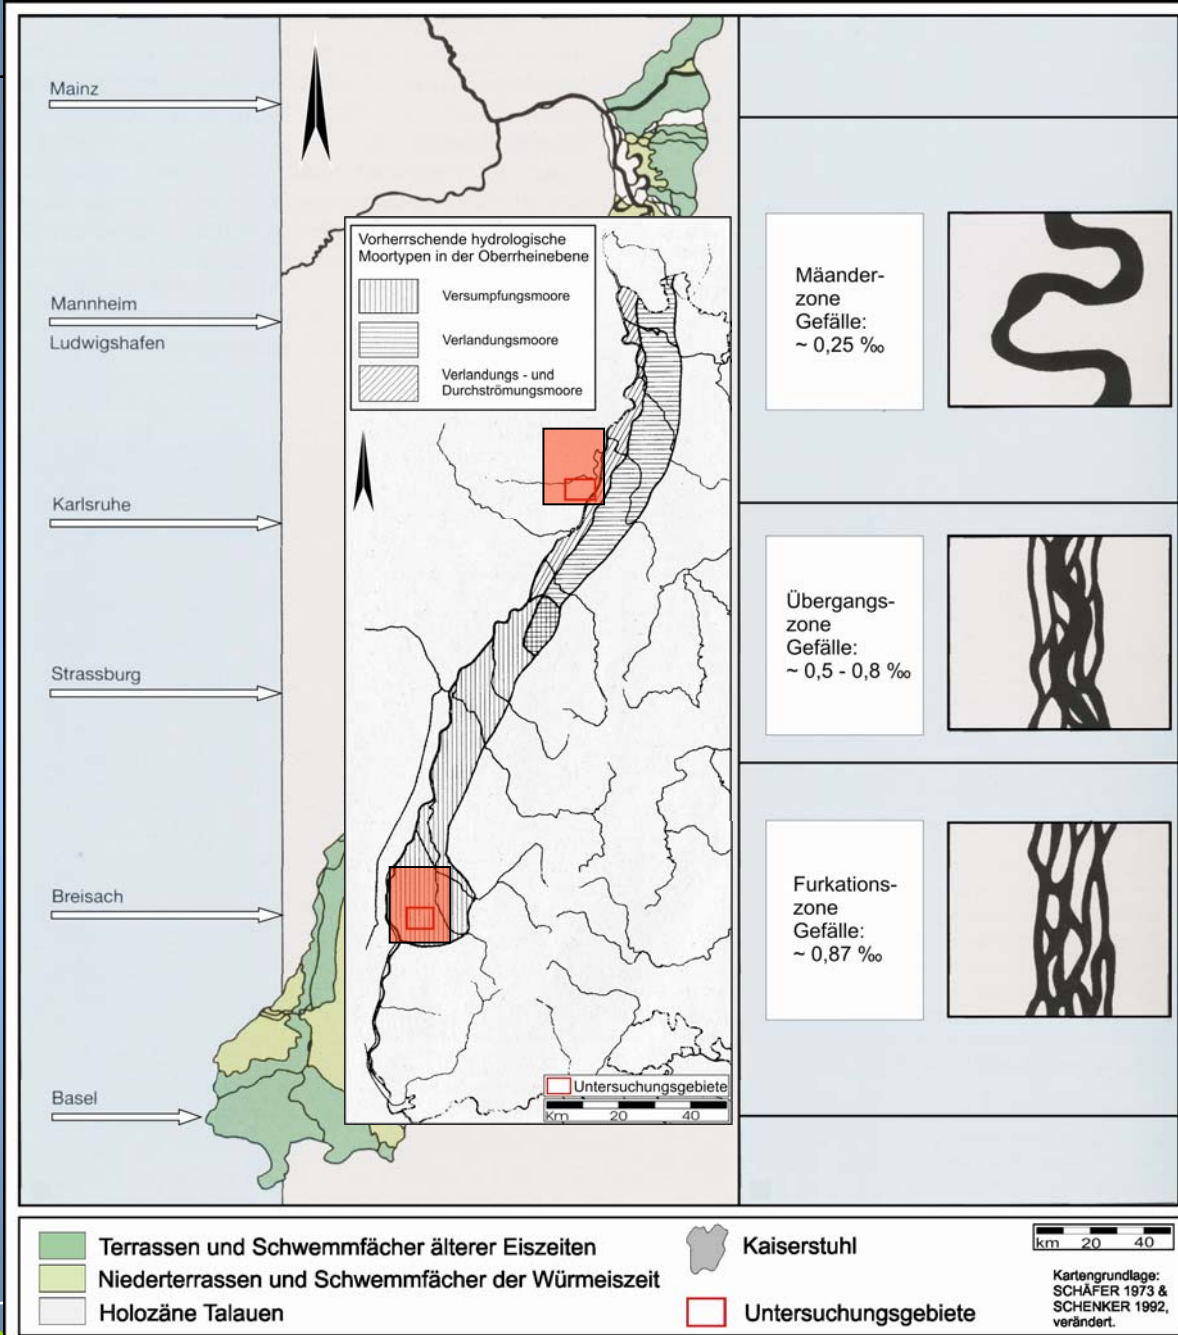 Mainz
Mannheim
Ludwigshafen
Karlsruhe
Strassburg
Breisach
Basel
Vorherrschende hydrologische
Moortypen in der Oberrheinebene
Versumpfungsmoore
Verlandungsmoore
Verlandungs - und
Durchströmungsmoore
Untersuchungsgebiete
Km 20 40
Mäander-
zone
Gefälle:
~ 0,25 ‰
Übergangs-
zone
Gefälle:
~ 0,5 - 0,8 ‰
Furkations-
zone
Gefälle:
~ 0,87 ‰
Terrassen und Schwemmfächer älterer Eiszeiten
Niederterrassen und Schwemmfächer der Würmeiszeit
Holozäne Talauen
Kaiserstuhl
Untersuchungsgebiete
km 20 40
Kartengrundlage:
SCHÄFER 1973 &
SCHENKER 1992,
verändert.